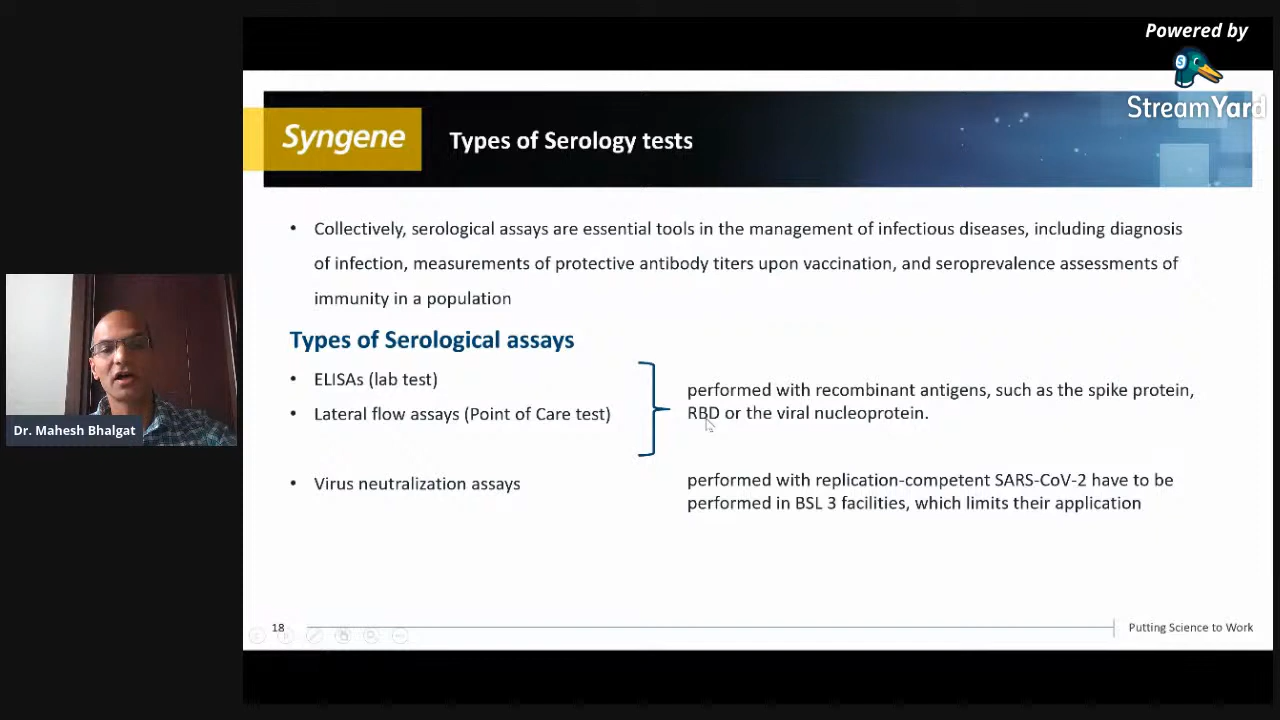 Powered by
StreamYard
Syngene
Types of Serology tests
• Collectively, serological assays are essential tools in the management of infectious diseases, including diagnosis
of infection, measurements of protective antibody titers upon vaccination, and seroprevalence assessments of
immunity in a population
Types of Serological assays
• ELISAs (lab test)
• Lateral flow assays (Point of Care test)
performed with recombinant antigens, such as the spike protein,
RBD or the viral nucleoprotein.
• Virus neutralization assays
performed with replication-competent SARS-CoV-2 have to be
performed in BSL 3 facilities, which limits their application
Dr. Mahesh Bhalgat
18
Putting Science to Work